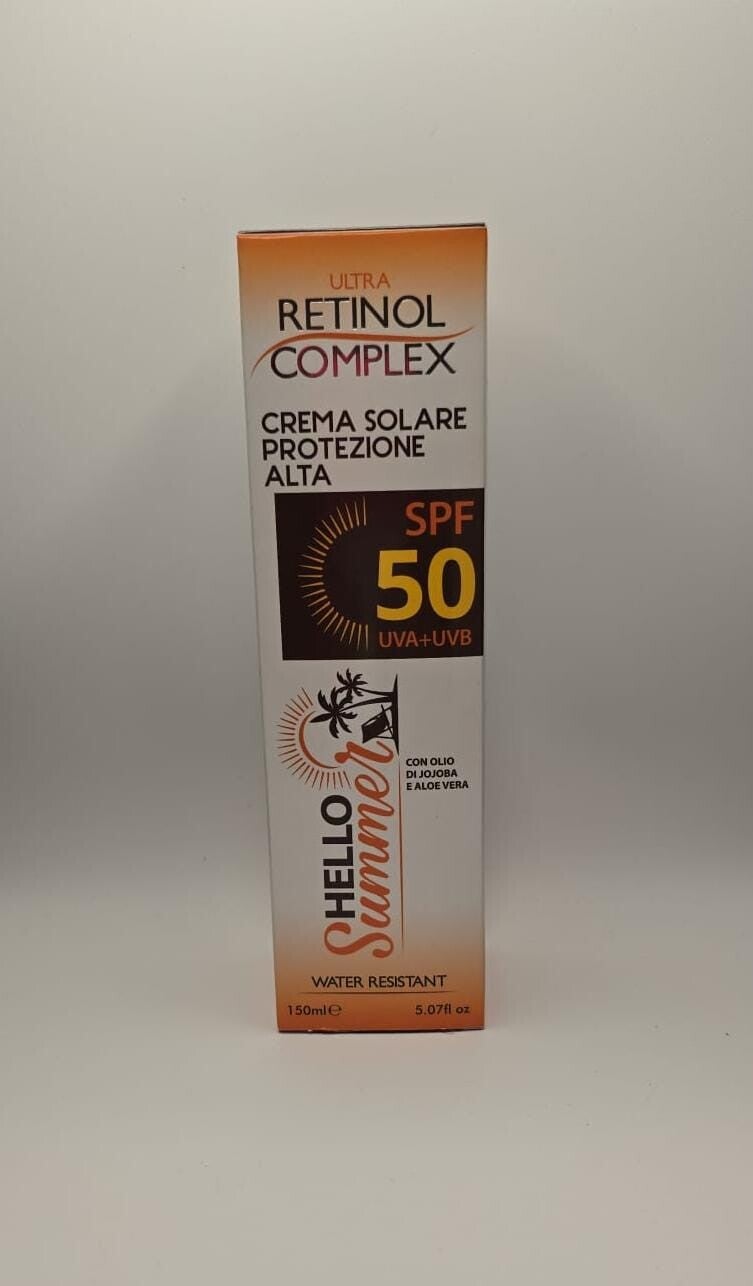 ULTRA
RETINOL
COMPLEX
CREMA SOLARE
PROTEZIONE
ALTA
SPF
50
UVA+UVB
HELLO
Summer
CON OLIO
DI JOJOBA
E ALOE VERA
WATER RESISTANT
150ml℮ 5.07fl oz